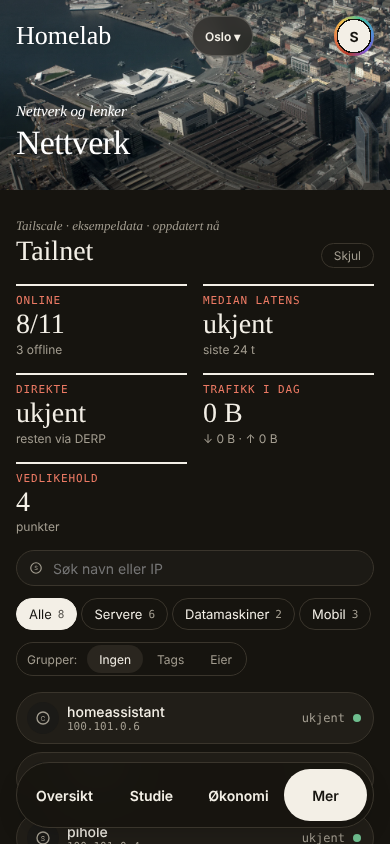 Homelab
Oslo ▾
S
Nettverk og lenker
Nettverk
Tailscale · eksempeldata · oppdatert nå
Tailnet
Skjul
ONLINE
8/11
3 offline
MEDIAN LATENS
ukjent
siste 24 t
DIREKTE
ukjent
resten via DERP
TRAFIKK I DAG
0 B
↓ 0 B · ↑ 0 B
VEDLIKEHOLD
4
punkter
S
Søk navn eller IP
Alle 8
Servere 6
Datamaskiner 2
Mobil 3
Grupper: Ingen Tags Eier
C
homeassistant
100.101.0.6
ukjent
Oversikt Studie Økonomi Mer
S
pihole
ukjent